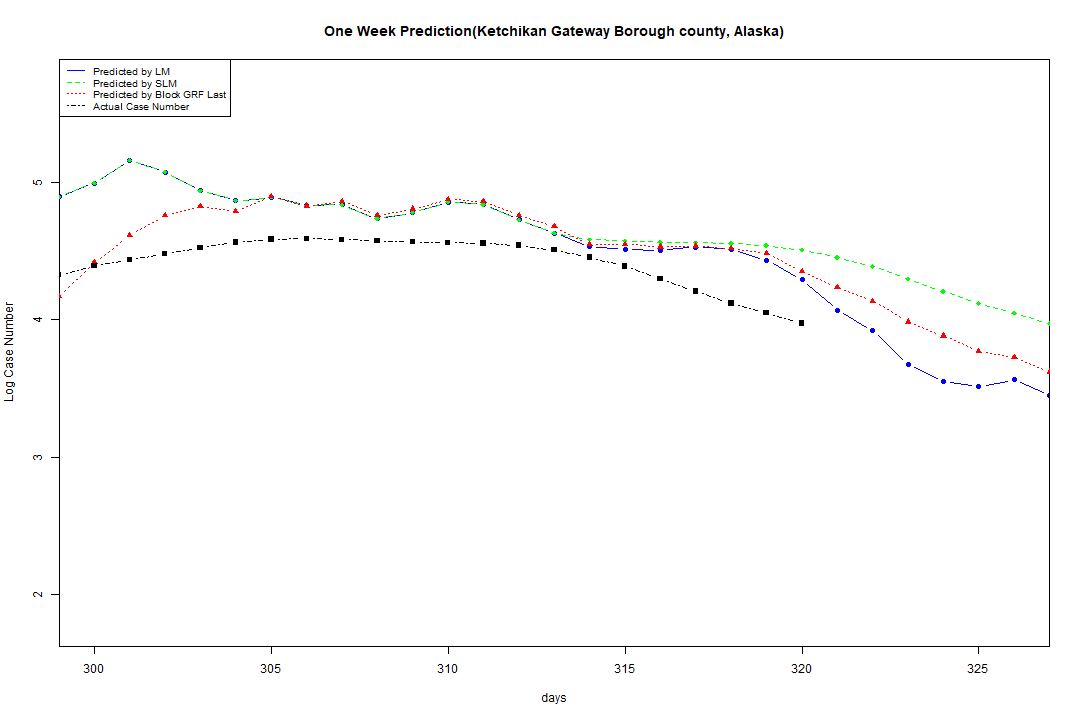 One Week Prediction(Ketchikan Gateway Borough county, Alaska)
Predicted by LM
Predicted by SLM
Predicted by Block GRF Last
Actual Case Number
5
4
3
2
Log Case Number
300 305 310 315 320 325
days